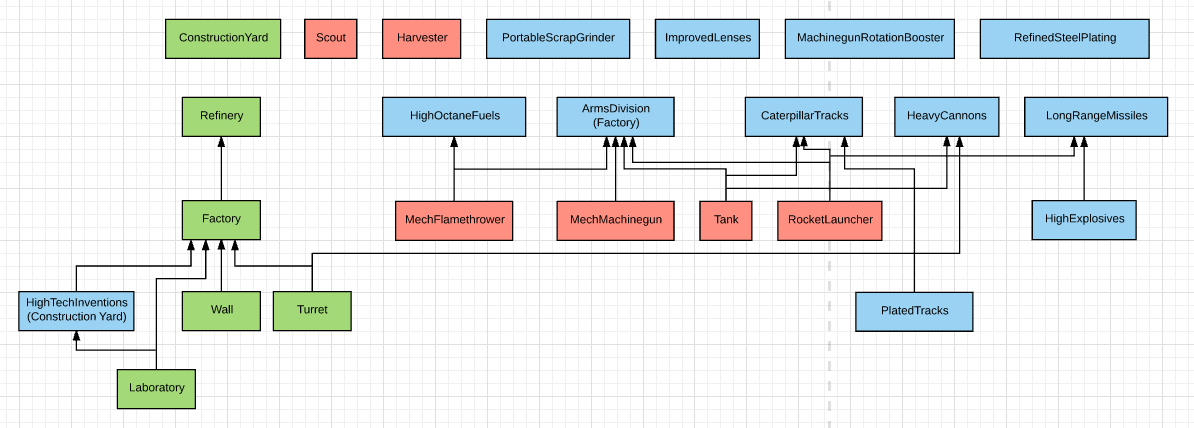 ConstructionYard
Scout
Harvester
PortableScrapGrinder
ImprovedLenses
MachinegunRotationBooster
RefinedSteelPlating
Refinery
HighOctaneFuels
ArmsDivision
(Factory)
CaterpillarTracks
HeavyCannons
LongRangeMissiles
Factory
MechFlamethrower
MechMachinegun
Tank
RocketLauncher
HighExplosives
HighTechInventions
(Construction Yard)
Wall
Turret
PlatedTracks
Laboratory